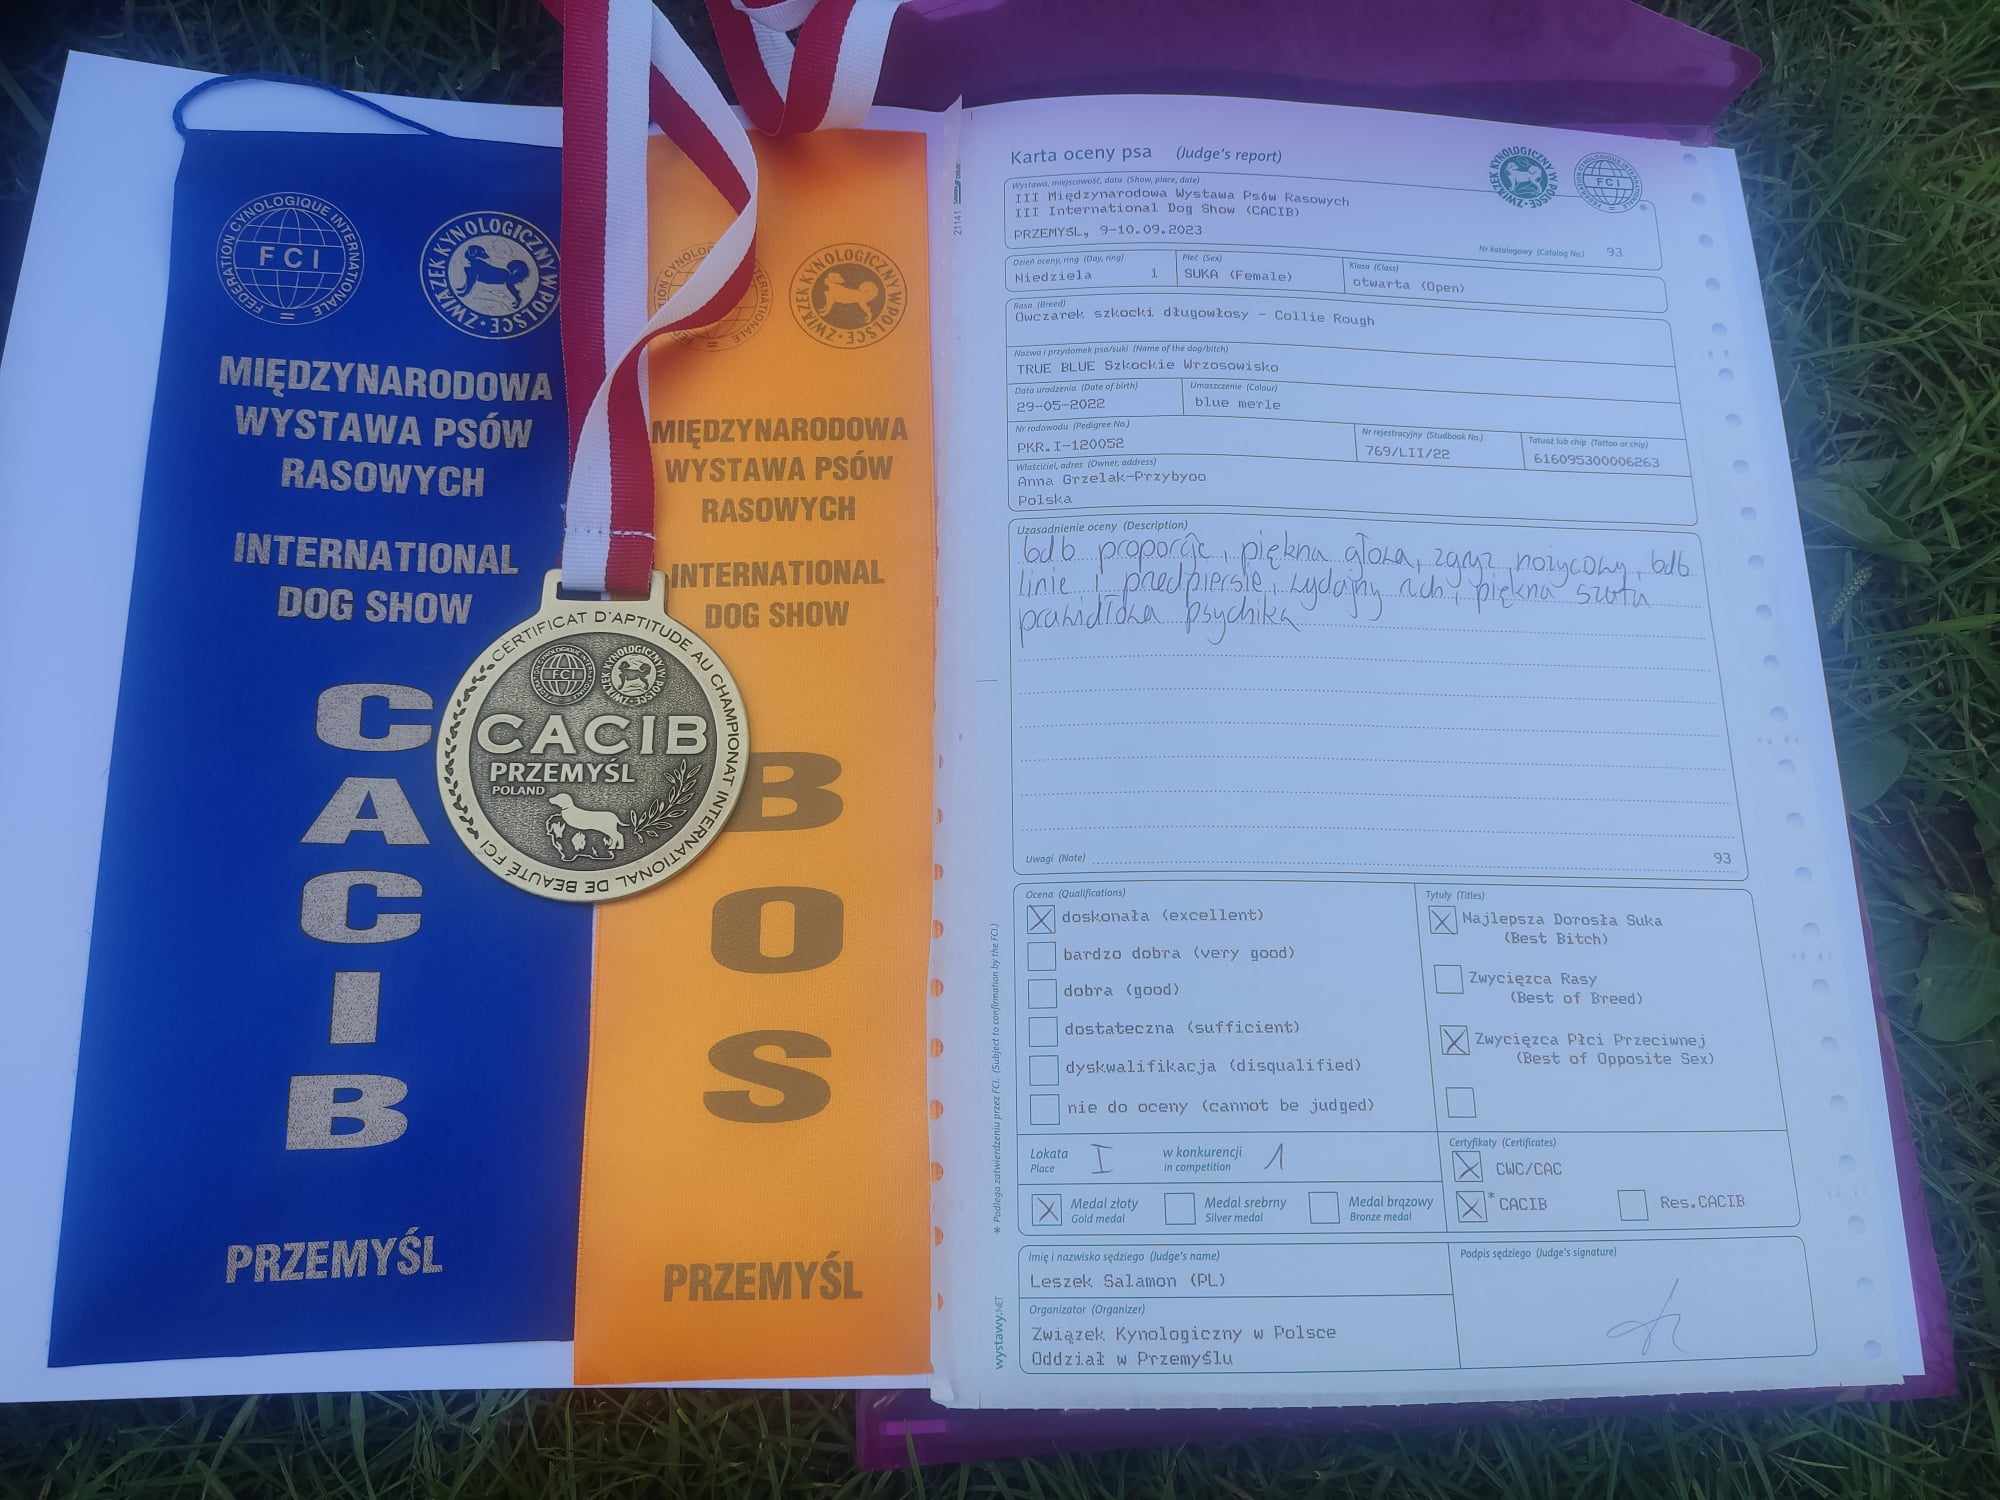 FEDERATION CYNOLOGIQUE INTERNATIONALE
FCI
ZWIĄZEK KYNOLOGICZNY W POLSCE
MIĘDZYNARODOWA
WYSTAWA PSÓW
RASOWYCH
INTERNATIONAL
DOG SHOW
CACIB
PRZEMYŚL
ZWIĄZEK KYNOLOGICZNY W POLSCE
MIĘDZYNARODOWA
WYSTAWA PSÓW
RASOWYCH
INTERNATIONAL
DOG SHOW
BOS
PRZEMYŚL
CERTIFICAT D'APTITUDE AU CHAMPIONAT INTERNATIONAL DE BEAUTÉ FCI
FCI
ZWIĄZEK KYNOLOGICZNY W POLSCE
CACIB
PRZEMYŚL
POLAND
21141
Karta oceny psa (Judge's report)
ZWIĄZEK KYNOLOGICZNY W POLSCE
FCI
Wystawa, miejscowość, data (Show, place, date)
III Międzynarodowa Wystawa Psów Rasowych
III International Dog Show (CACIB)
PRZEMYŚL, 9-10.09.2023
Nr katalogowy (Catalog No.) 93
Dzień oceny, ring (Day, ring)
Niedziela 1
Płeć (Sex)
SUKA (Female)
Klasa (Class)
otwarta (Open)
Rasa (Breed)
Owczarek szkocki długowłosy - Collie Rough
Nazwa i przydomek psa/suki (Name of the dog/bitch)
TRUE BLUE Szkockie Wrzosowisko
Data urodzenia (Date of birth)
29-05-2022
Umaszczenie (Colour)
blue merle
Nr rodowodu (Pedigree No.)
PKR.I-120052
Nr rejestracyjny (Studbook No.)
769/LII/22
Tatuaż lub chip (Tattoo or chip)
616095300006263
Właściciel, adres (Owner, address)
Anna Grzelak-Przybyoo
Polska
Uzasadnienie oceny (Description)
bdb proporcje, piękna głowa, zgryz nożycowy, bdb
linie i przedpiersie, wydajny ruch, piękna szata
prawidłowa psychika
Uwagi (Note) 93
Ocena (Qualifications)
doskonała (excellent)
bardzo dobra (very good)
dobra (good)
dostateczna (sufficient)
dyskwalifikacja (disqualified)
nie do oceny (cannot be judged)
Tytuły (Titles)
Najlepsza Dorosła Suka
(Best Bitch)
Zwycięzca Rasy
(Best of Breed)
Zwycięzca Płci Przeciwnej
(Best of Opposite Sex)
Lokata
Place
I
w konkurencji
in competition
1
Medal złoty
Gold medal
Medal srebrny
Silver medal
Medal brązowy
Bronze medal
Certyfikaty (Certificates)
CWC/CAC
* CACIB
Res.CACIB
Imię i nazwisko sędziego (Judge's name)
Leszek Salamon (PL)
Podpis sędziego (Judge's signature)
Organizator (Organizer)
Związek Kynologiczny w Polsce
Oddział w Przemyślu
* Podlega zatwierdzeniu przez FCI. (Subject to confirmation by the FCI.)
wystawy.NET